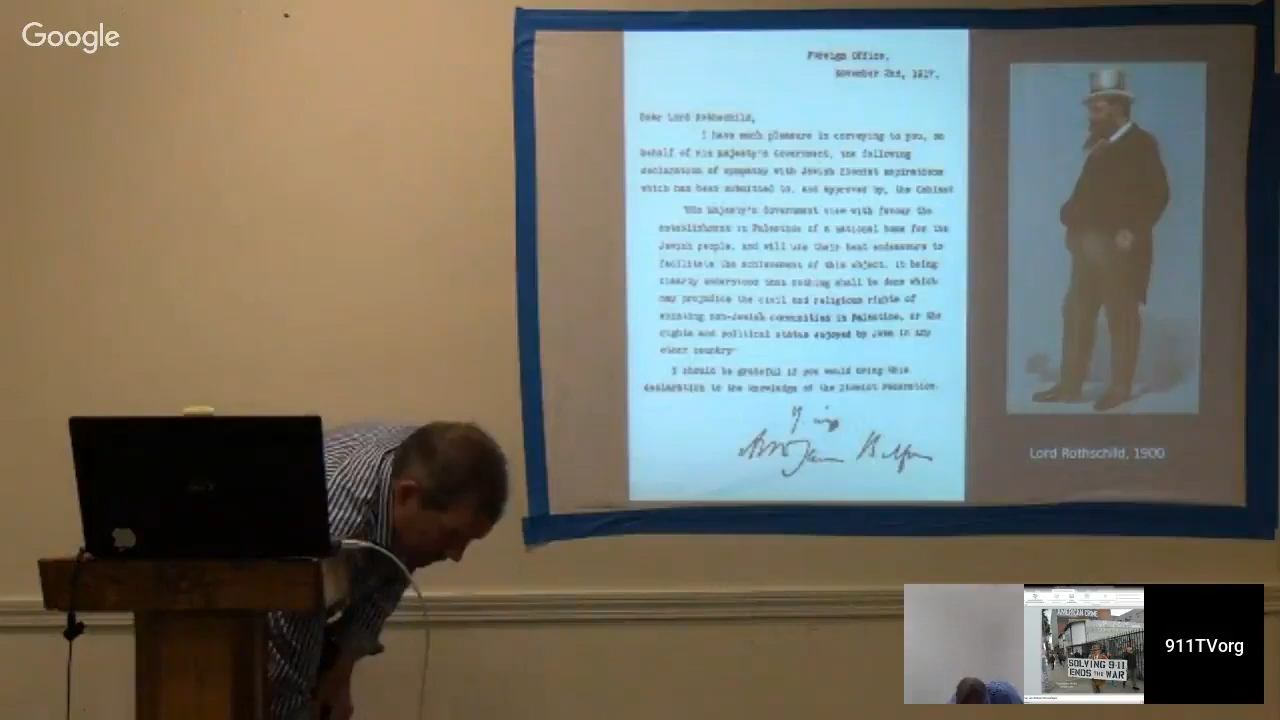 Google
Foreign Office,
November 2nd, 1917.
Dear Lord Rothschild,
I have much pleasure in conveying to you, on
behalf of His Majesty's Government, the following
declaration of sympathy with Jewish Zionist aspirations
which has been submitted to, and approved by, the Cabinet
His Majesty's Government view with favour the
establishment in Palestine of a national home for the
Jewish people, and will use their best endeavours to
facilitate the achievement of this object, it being
clearly understood that nothing shall be done which
may prejudice the civil and religious rights of
existing non-Jewish communities in Palestine, or the
rights and political status enjoyed by Jews in any
other country
I should be grateful if you would bring this
declaration to the knowledge of the Zionist Federation.
Lord Rothschild, 1900
acer
AMERICAN CRIME
SOLVING 9-11
ENDS THE WAR
911TVorg